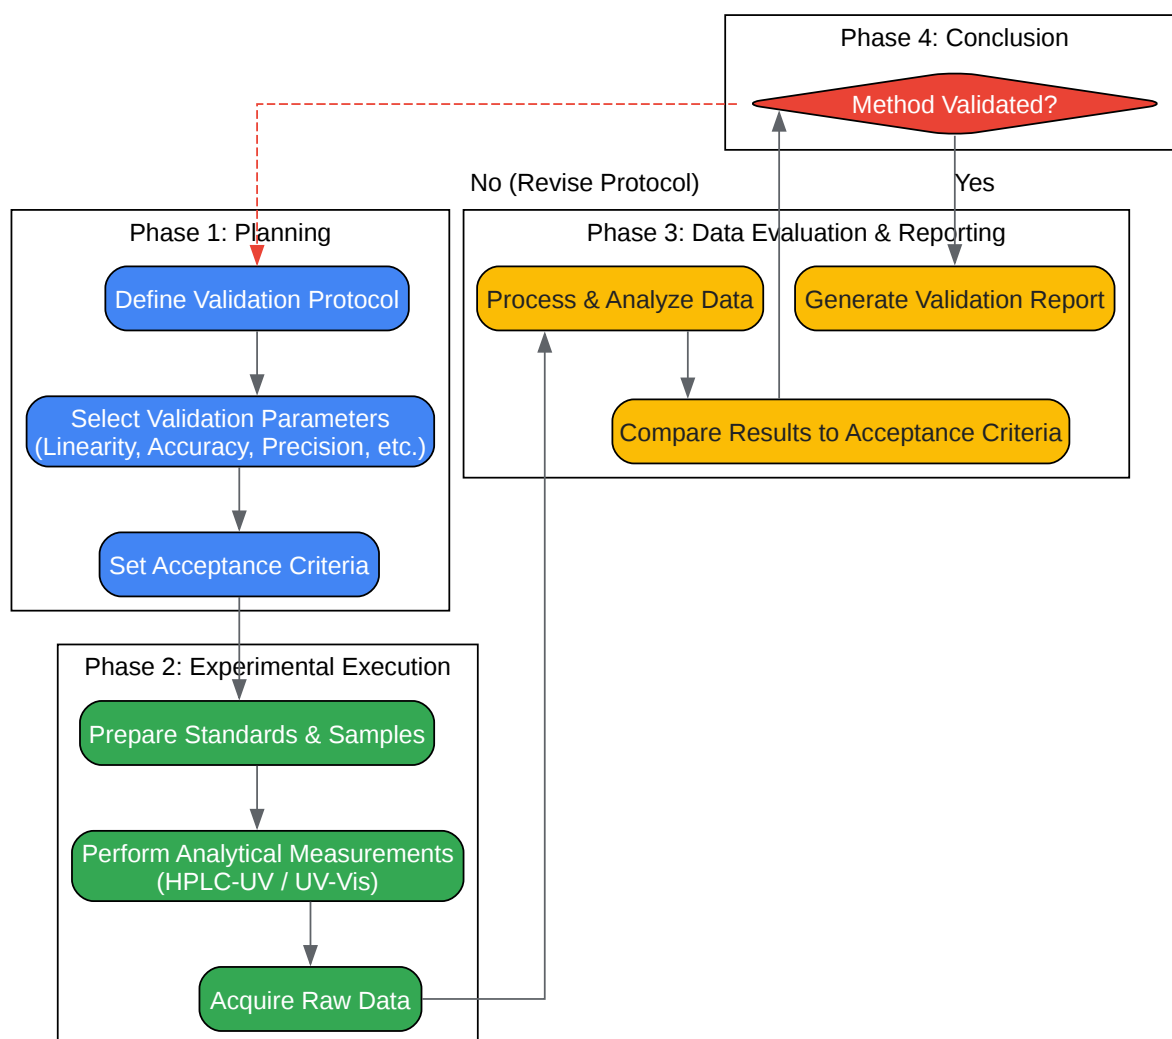 Phase 4: Conclusion
Method Validated?
No (Revise Protocol)
Yes
Phase 1: Planning
Define Validation Protocol
Select Validation Parameters
(Linearity, Accuracy, Precision, etc.)
Set Acceptance Criteria
Phase 3: Data Evaluation & Reporting
Process & Analyze Data
Generate Validation Report
Compare Results to Acceptance Criteria
Phase 2: Experimental Execution
Prepare Standards & Samples
Perform Analytical Measurements
(HPLC-UV / UV-Vis)
Acquire Raw Data